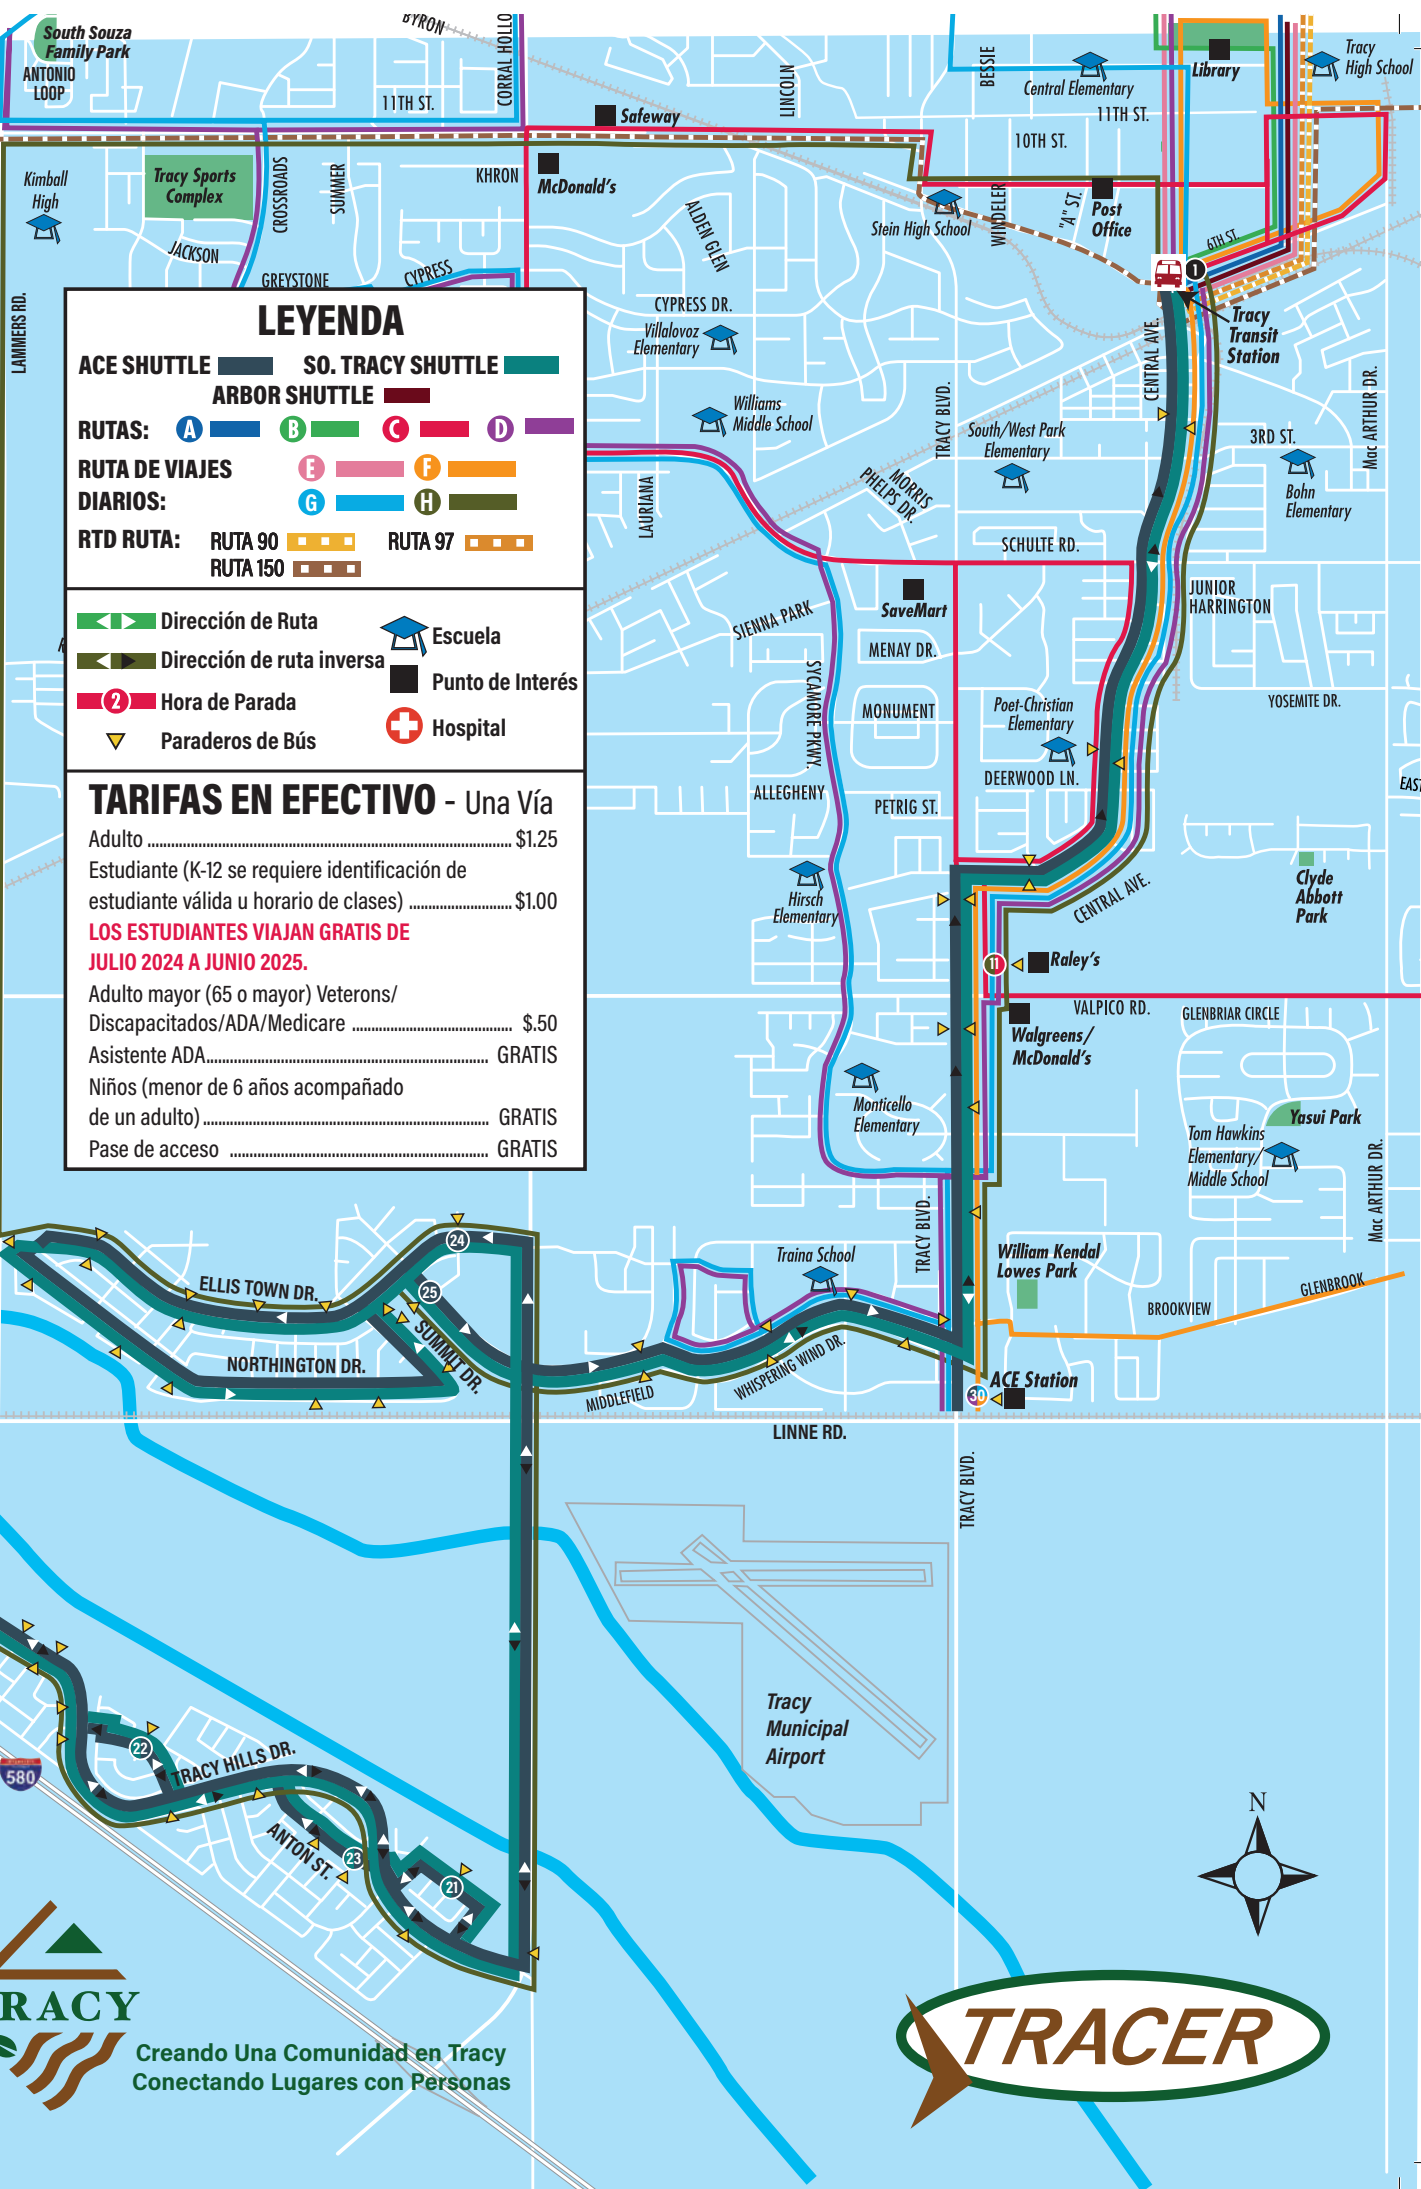 BYRON
CORRAL HOLLO
South Souza
Family Park
ANTONIO
LOOP
11TH ST.
Safeway
LINCOLN
BESSIE
Central Elementary
Library
Tracy
High School
11TH ST.
10TH ST.
Kimball
High
Tracy Sports
Complex
CROSSROADS
SUMMER
KHRON
McDonald's
ALDEN GLEN
Stein High School
WINDELER
"A" ST.
Post
Office
6TH ST.
JACKSON
GREYSTONE
CYPRESS
LAMMERS RD.
1
Tracy
Transit
Station
CENTRAL AVE.
CYPRESS DR.
Villalovoz
Elementary
Williams
Middle School
TRACY BLVD.
South/West Park
Elementary
Mac ARTHUR DR.
3RD ST.
Bohn
Elementary
LAURIANA
MORRIS
PHELPS DR.
SCHULTE RD.
LEYENDA
ACE SHUTTLE
SO. TRACY SHUTTLE
ARBOR SHUTTLE
RUTAS: A B C D
RUTA DE VIAJES E F
DIARIOS: G H
RTD RUTA: RUTA 90 RUTA 97
RUTA 150
Dirección de Ruta
Dirección de ruta inversa
2 Hora de Parada
Paraderos de Bús
Escuela
Punto de Interés
Hospital
TARIFAS EN EFECTIVO - Una Vía
Adulto ........ $1.25
Estudiante (K-12 se requiere identificación de
estudiante válida u horario de clases) ........ $1.00
LOS ESTUDIANTES VIAJAN GRATIS DE
JULIO 2024 A JUNIO 2025.
Adulto mayor (65 o mayor) Veterons/
Discapacitados/ADA/Medicare ........ $.50
Asistente ADA........ GRATIS
Niños (menor de 6 años acompañado
de un adulto) ........ GRATIS
Pase de acceso ........ GRATIS
SaveMart
SIENNA PARK
MENAY DR.
SYCAMORE PKWY.
MONUMENT
JUNIOR
HARRINGTON
YOSEMITE DR.
Poet-Christian
Elementary
DEERWOOD LN.
ALLEGHENY
PETRIG ST.
EAST
Hirsch
Elementary
CENTRAL AVE.
Clyde
Abbott
Park
11
Raley's
VALPICO RD.
Walgreens/
McDonald's
GLENBRIAR CIRCLE
Monticello
Elementary
Yasui Park
Tom Hawkins
Elementary/
Middle School
Mac ARTHUR DR.
TRACY BLVD.
William Kendal
Lowes Park
GLENBROOK
BROOKVIEW
Traina School
24
25
ELLIS TOWN DR.
SUMMIT DR.
NORTHINGTON DR.
MIDDLEFIELD
WHISPERING WIND DR.
30
ACE Station
LINNE RD.
TRACY BLVD.
Tracy
Municipal
Airport
22
TRACY HILLS DR.
580
ANTON ST.
23
21
N
RACY
Creando Una Comunidad en Tracy
Conectando Lugares con Personas
TRACER